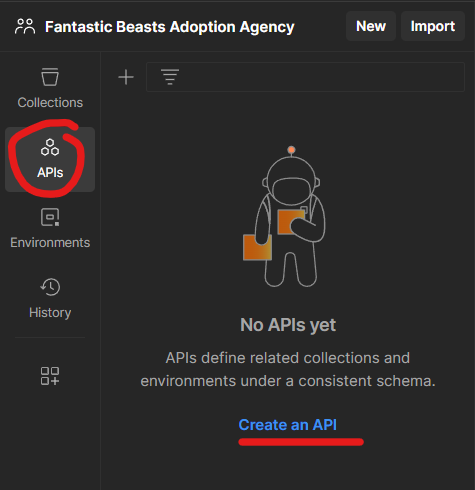 Fantastic Beasts Adoption Agency
New
Import
Collections
APIs
Environments
History
No APIs yet
APIs define related collections and
environments under a consistent schema.
Create an API